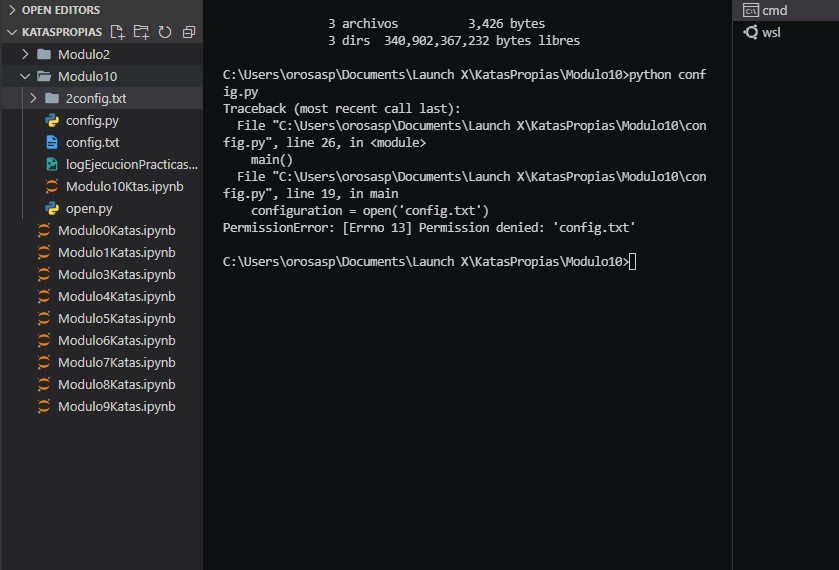 OPEN EDITORS
KATASPROPIAS
Modulo2
Modulo10
2config.txt
config.py
config.txt
logEjecucionPracticas...
Modulo10Ktas.ipynb
open.py
Modulo0Katas.ipynb
Modulo1Katas.ipynb
Modulo3Katas.ipynb
Modulo4Katas.ipynb
Modulo5Katas.ipynb
Modulo6Katas.ipynb
Modulo7Katas.ipynb
Modulo8Katas.ipynb
Modulo9Katas.ipynb
3 archivos 3,426 bytes
3 dirs 340,902,367,232 bytes libres
C:\Users\orosasp\Documents\Launch X\KatasPropias\Modulo10>python conf
ig.py
Traceback (most recent call last):
File "C:\Users\orosasp\Documents\Launch X\KatasPropias\Modulo10\con
fig.py", line 26, in <module>
main()
File "C:\Users\orosasp\Documents\Launch X\KatasPropias\Modulo10\con
fig.py", line 19, in main
configuration = open('config.txt')
PermissionError: [Errno 13] Permission denied: 'config.txt'
C:\Users\orosasp\Documents\Launch X\KatasPropias\Modulo10>
cmd
wsl